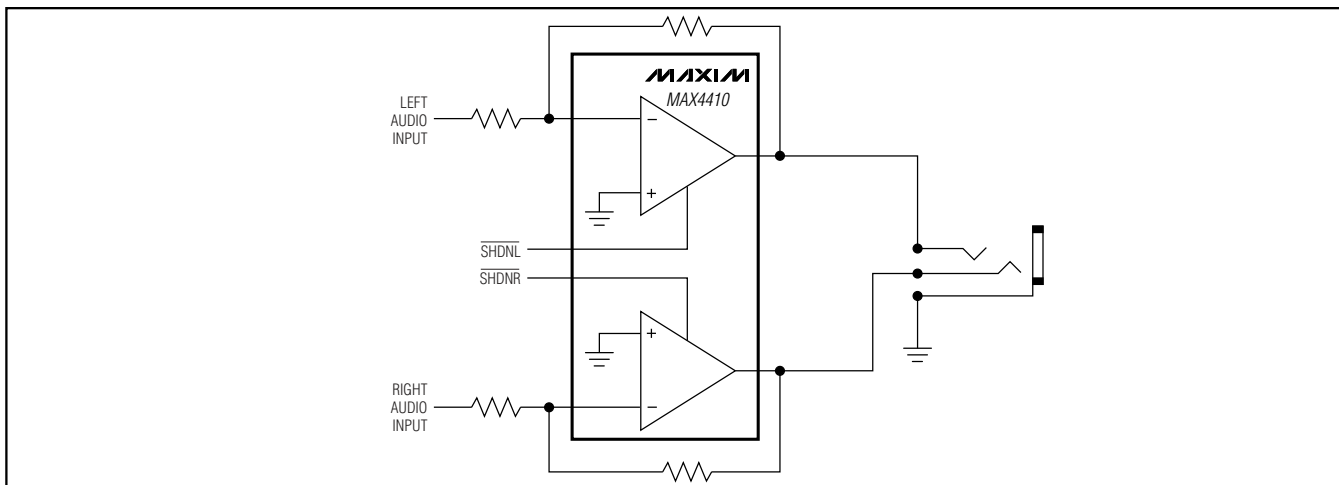 MAXIM
MAX4410
LEFT
AUDIO
INPUT
−
+
SHDNL
SHDNR
+
−
RIGHT
AUDIO
INPUT